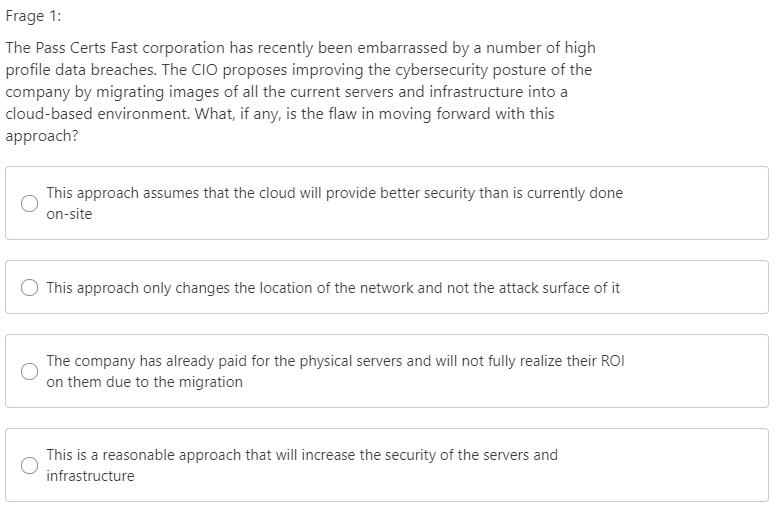 Frage 1:
The Pass Certs Fast corporation has recently been embarrassed by a number of high
profile data breaches. The CIO proposes improving the cybersecurity posture of the
company by migrating images of all the current servers and infrastructure into a
cloud-based environment. What, if any, is the flaw in moving forward with this
approach?
This approach assumes that the cloud will provide better security than is currently done
on-site
This approach only changes the location of the network and not the attack surface of it
The company has already paid for the physical servers and will not fully realize their ROI
on them due to the migration
This is a reasonable approach that will increase the security of the servers and
infrastructure